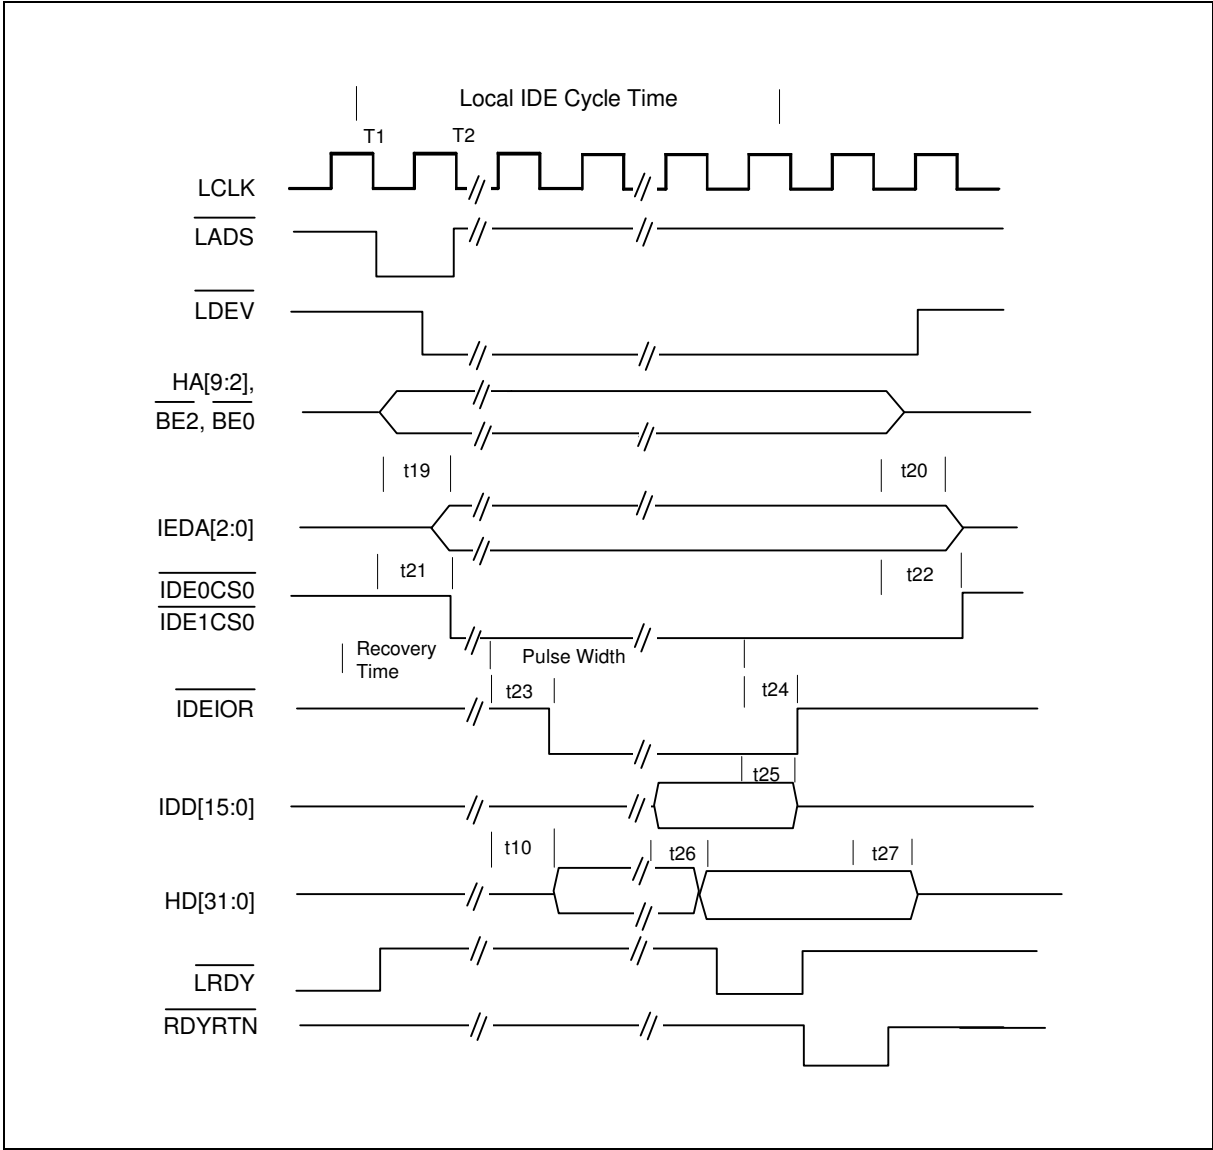 Local IDE Cycle Time
T1
T2
LCLK
LADS
LDEV
HA[9:2],
BE2, BE0
t19
t20
IEDA[2:0]
t21
t22
IDE0CS0
IDE1CS0
Recovery
Time
Pulse Width
t23
t24
IDEIOR
t25
IDD[15:0]
t10
t26
t27
HD[31:0]
LRDY
RDYRTN